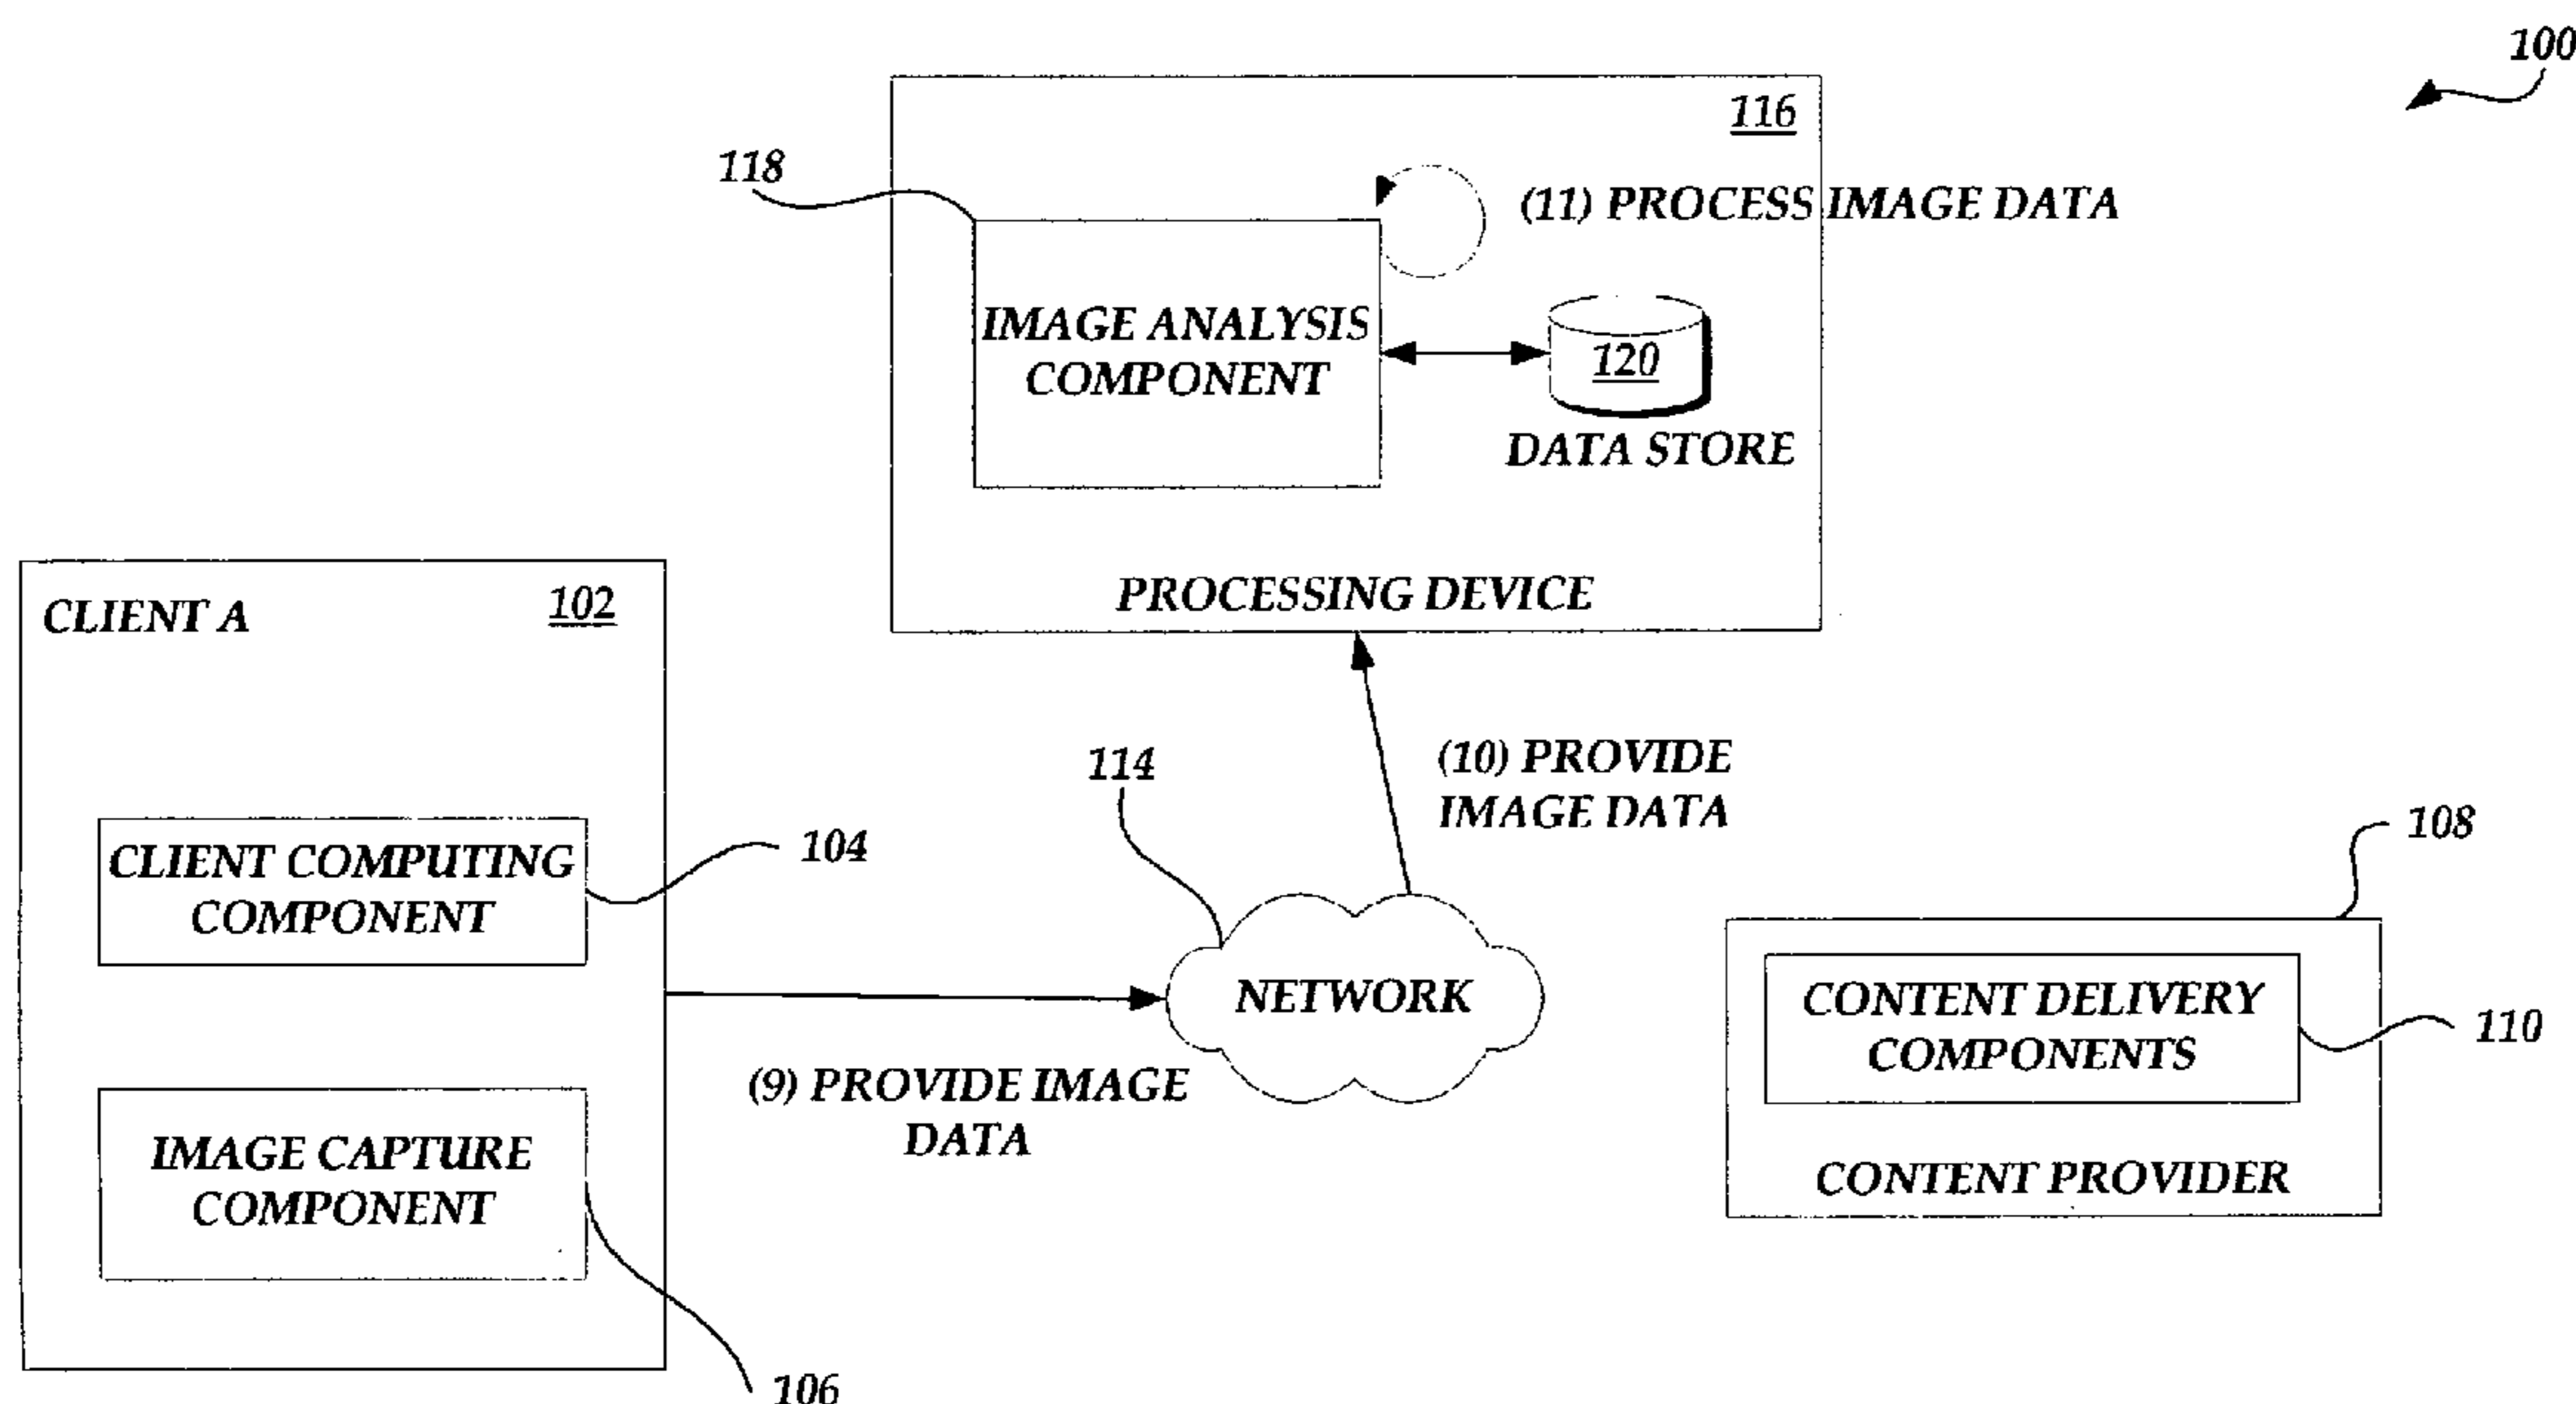 100
116
118
(11) PROCESS IMAGE DATA
IMAGE ANALYSIS
COMPONENT
120
DATA STORE
PROCESSING DEVICE
CLIENT A
102
CLIENT COMPUTING
COMPONENT
104
IMAGE CAPTURE
COMPONENT
106
114
(10) PROVIDE
IMAGE DATA
NETWORK
(9) PROVIDE IMAGE
DATA
108
CONTENT DELIVERY
COMPONENTS
110
CONTENT PROVIDER